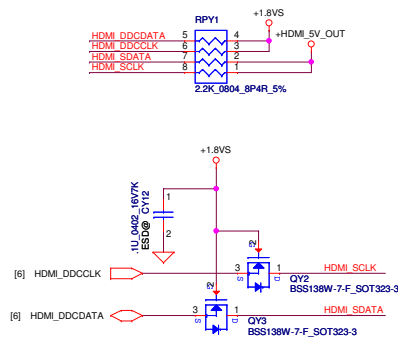 +1.8VS
RPY1
+HDMI_5V_OUT
HDMI_DDCDATA 5 4
HDMI_DDCCLK 6 3
HDMI_SDATA 7 2
HDMI_SCLK 8 1
2.2K_0804_8P4R_5%
+1.8VS
.1U_0402_16V7K
ESD@ CY12
1
2
G2
[6] HDMI_DDCCLK 3 S 1 D HDMI_SCLK
QY2
BSS138W-7-F_SOT323-3
G2
[6] HDMI_DDCDATA 3 S 1 D HDMI_SDATA
QY3
BSS138W-7-F_SOT323-3